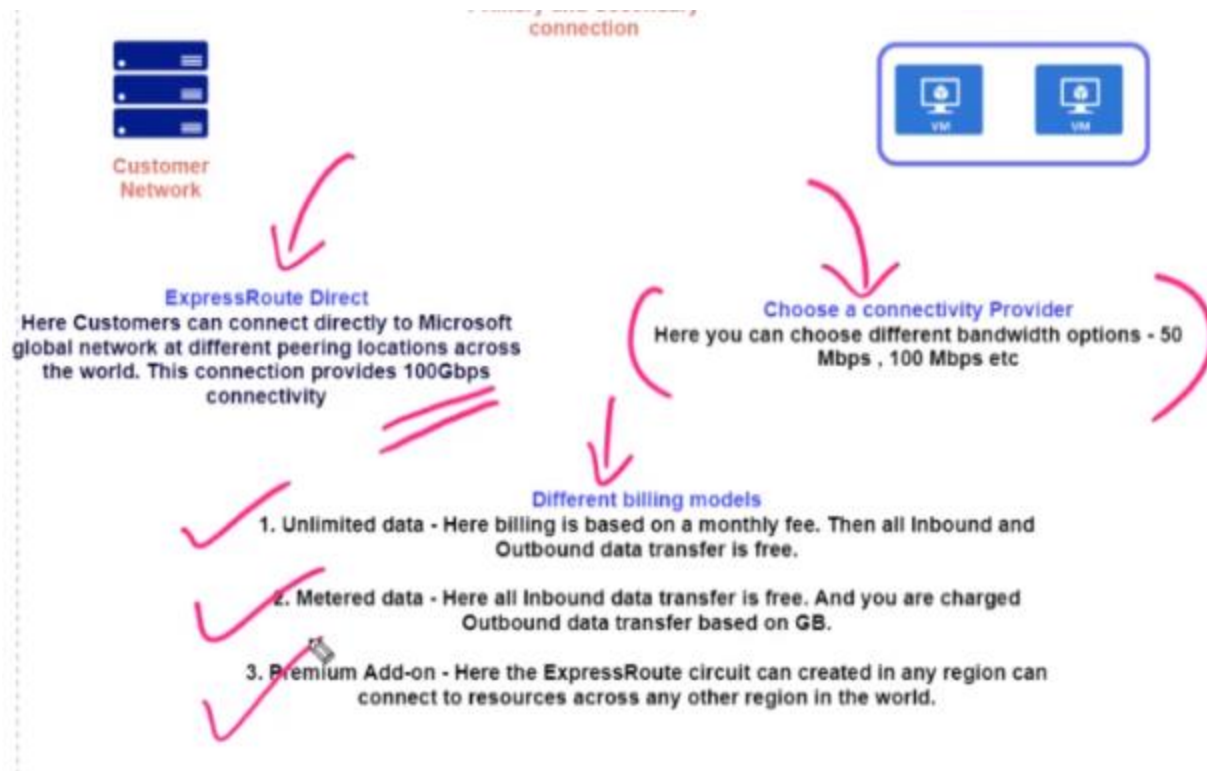 connection
VM
VM
Customer
Network
ExpressRoute Direct
Here Customers can connect directly to Microsoft
global network at different peering locations across
the world. This connection provides 100Gbps
connectivity
Choose a connectivity Provider
Here you can choose different bandwidth options - 50
Mbps , 100 Mbps etc
Different billing models
1. Unlimited data - Here billing is based on a monthly fee. Then all Inbound and
Outbound data transfer is free.
2. Metered data - Here all Inbound data transfer is free. And you are charged
Outbound data transfer based on GB.
3. Premium Add-on - Here the ExpressRoute circuit can created in any region can
connect to resources across any other region in the world.